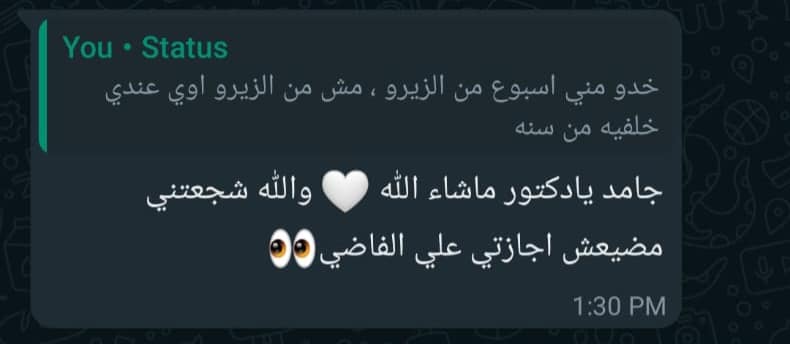 You • Status
خدو مني اسبوع من الزيرو ، مش من الزيرو اوي عندي
خلفيه من سنه
جامد يادكتور ماشاء الله 🤍 والله شجعتني
مضيعش اجازتي علي الفاضي👀
1:30 PM